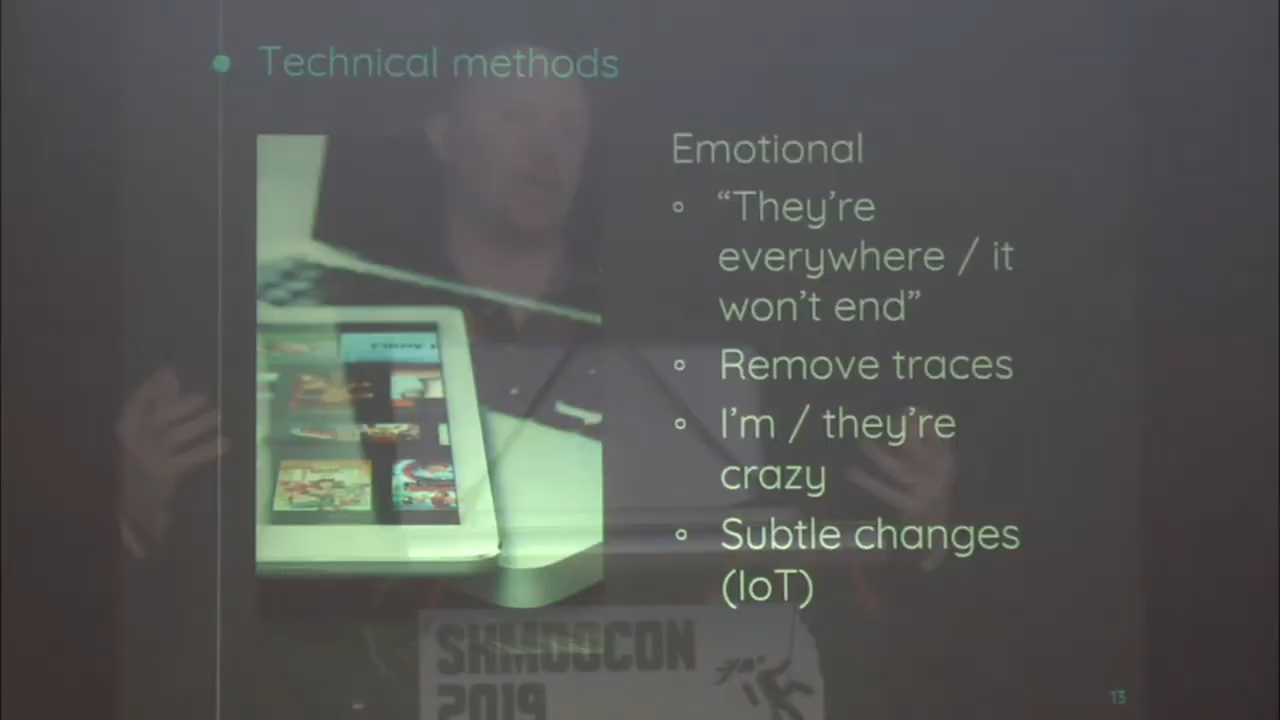 Technical methods
Emotional
“They’re
everywhere / it
won’t end”
Remove traces
I’m / they’re
crazy
Subtle changes
(IoT)
SHMOOCON
2019
13